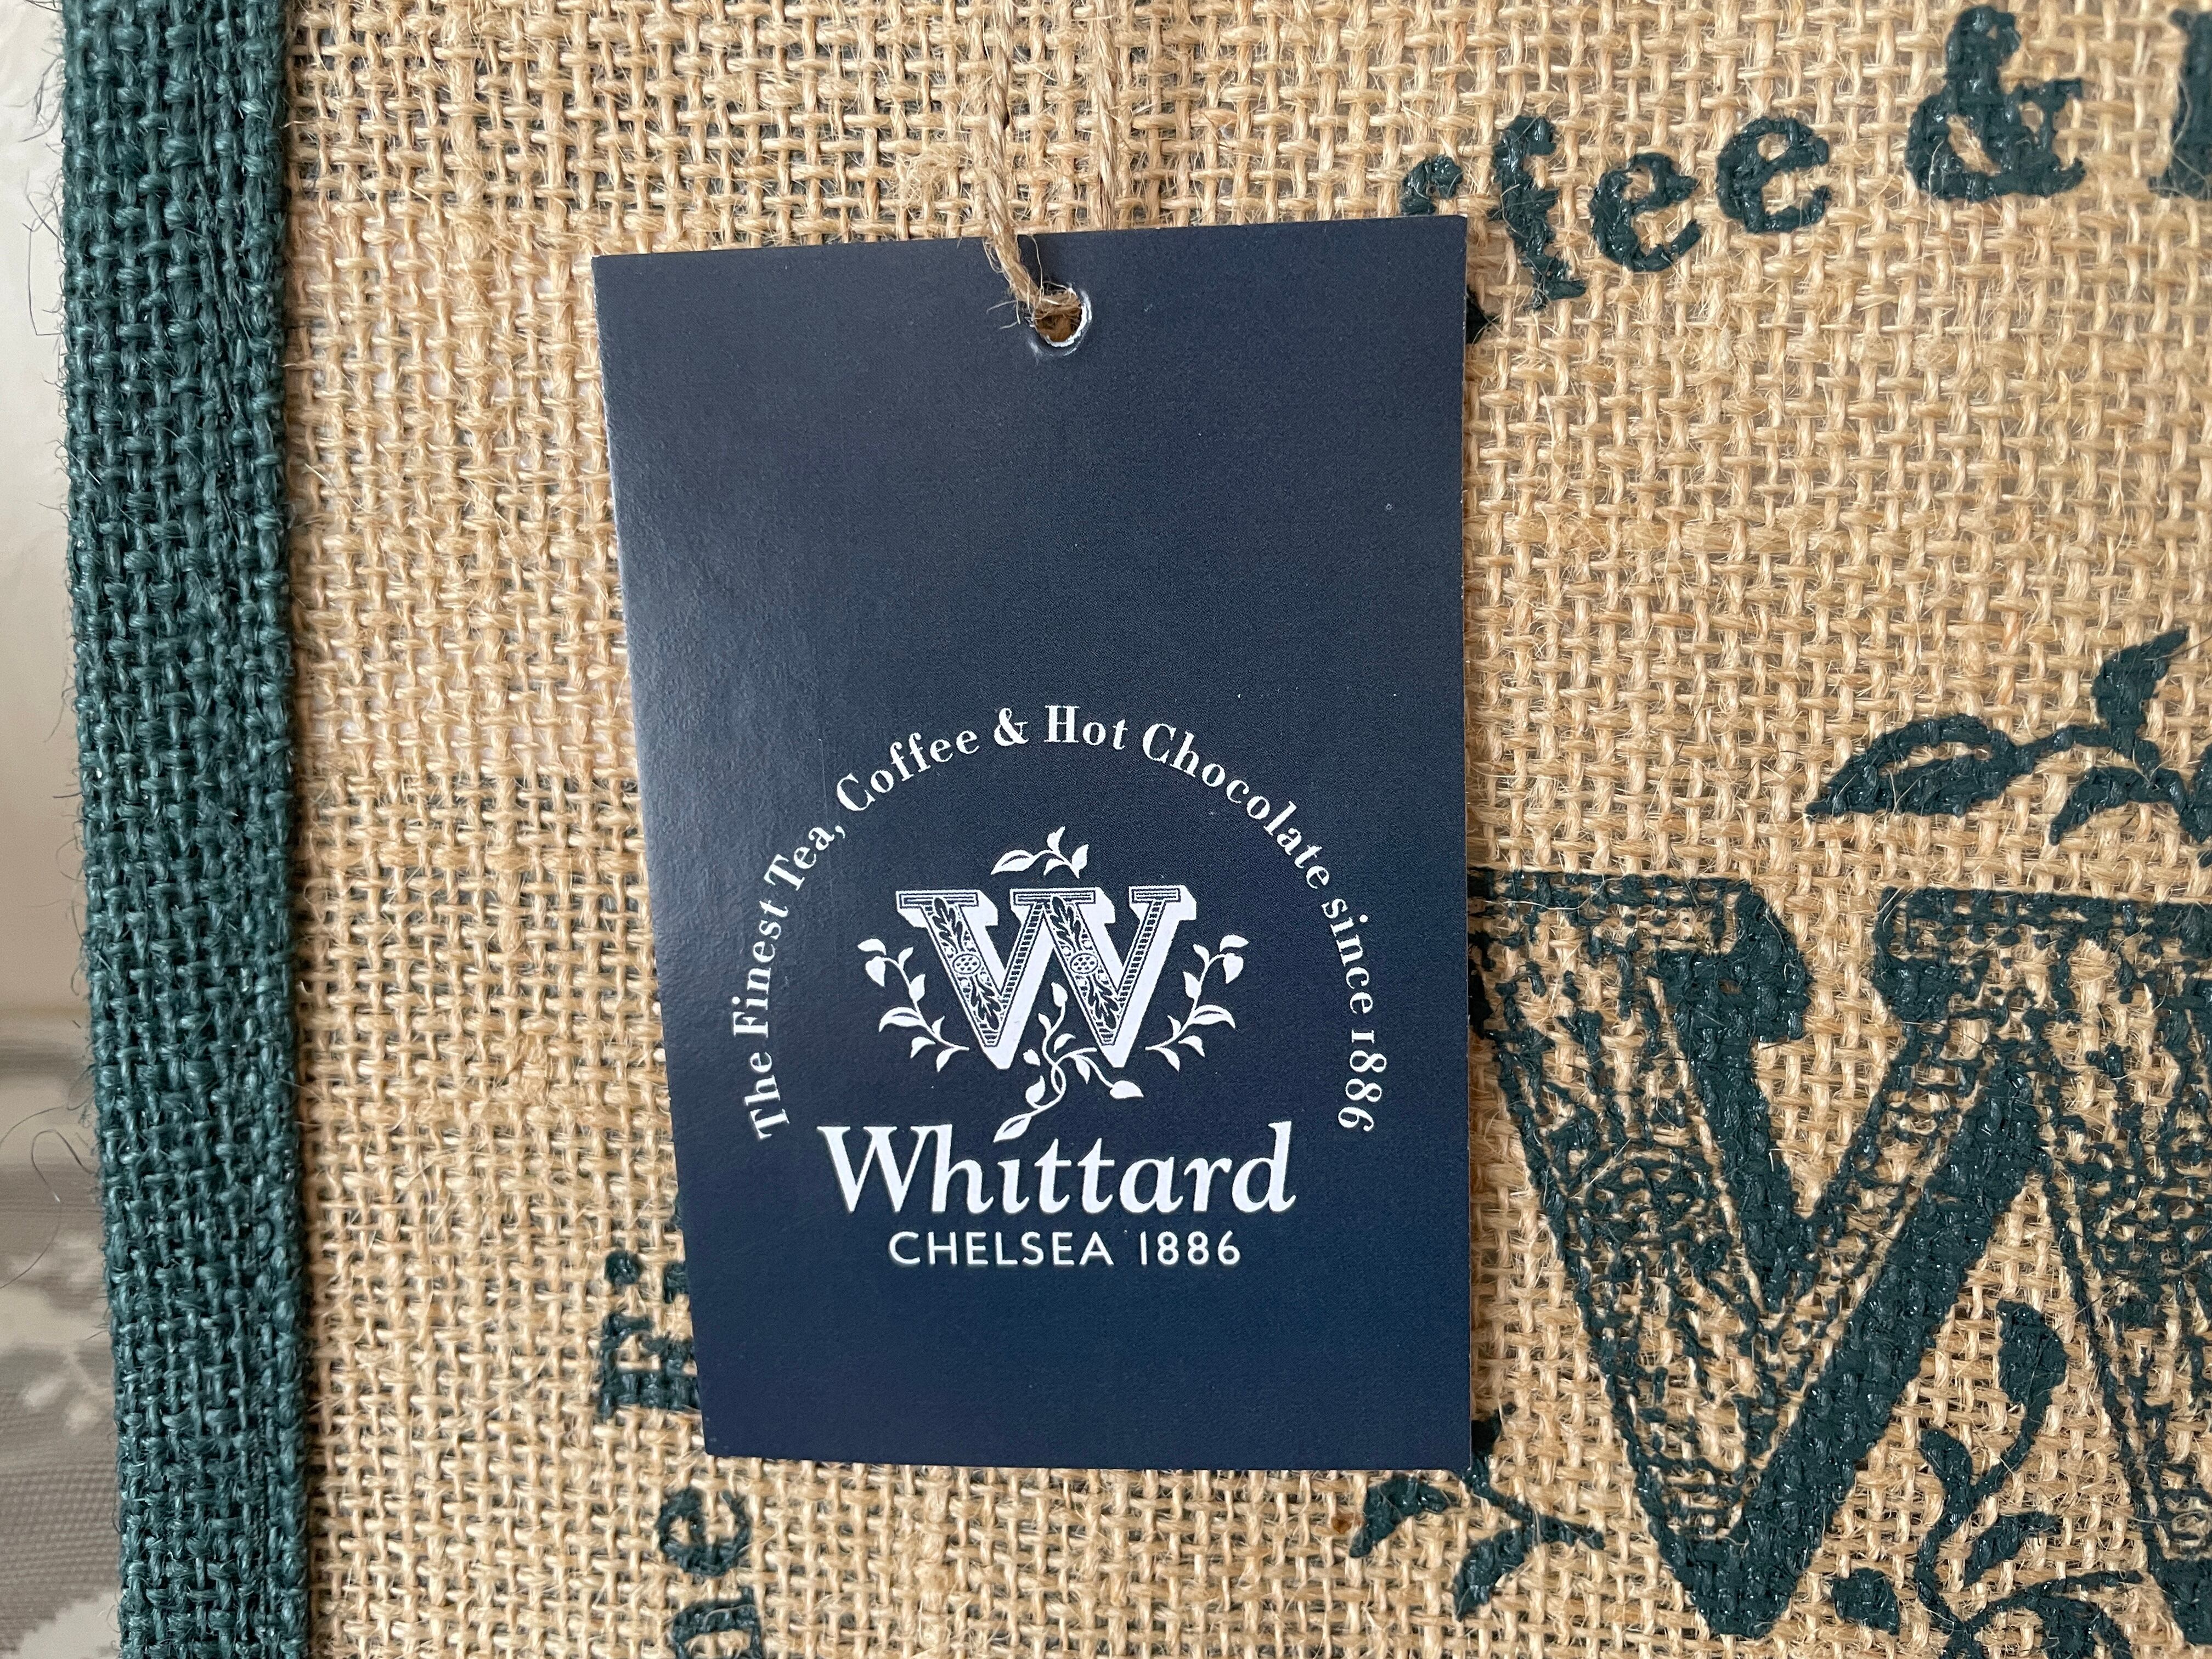 The Finest Tea, Coffee & Hot Chocolate since 1886
W
Whittard
CHELSEA 1886
ffee &
W